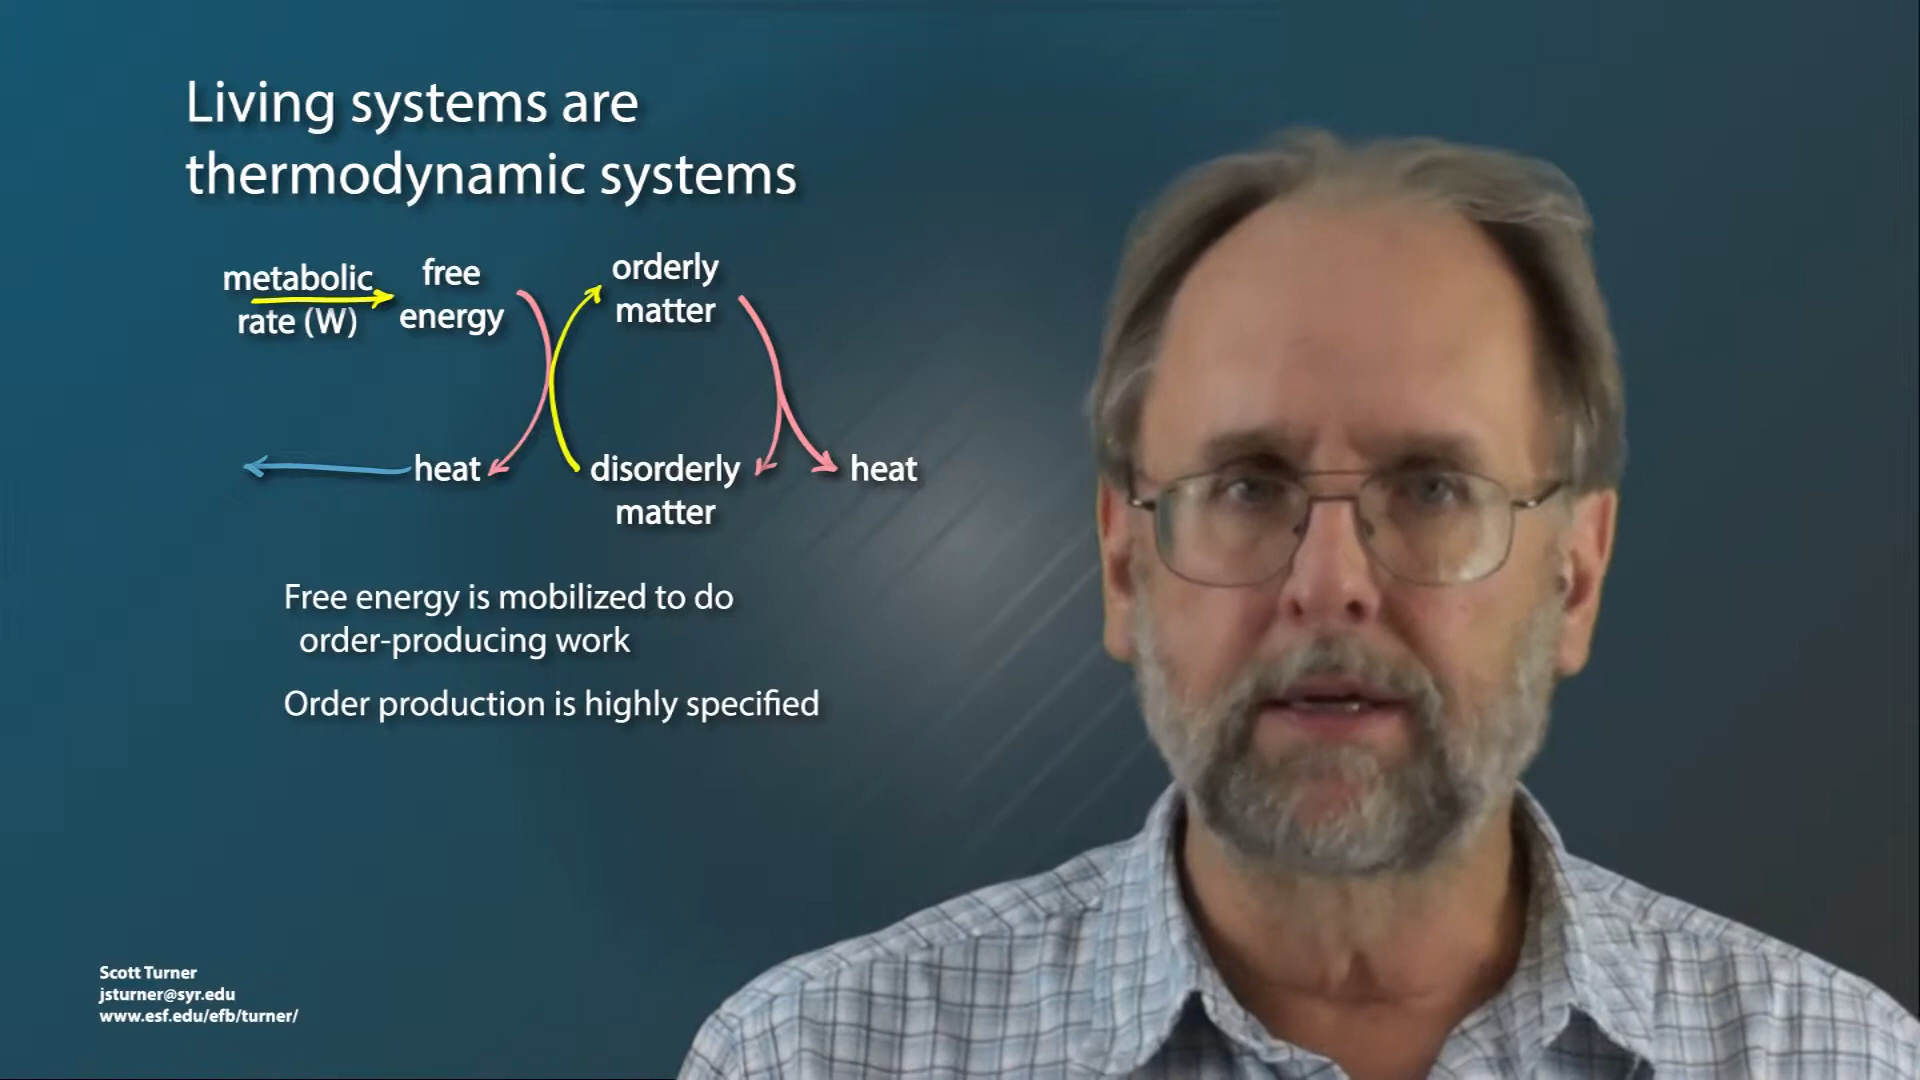 Living systems are
thermodynamic systems
metabolic
rate (W)
free
energy
orderly
matter
heat
disorderly
matter
heat
Free energy is mobilized to do
order-producing work
Order production is highly specified
Scott Turner
jsturner@syr.edu
www.esf.edu/efb/turner/